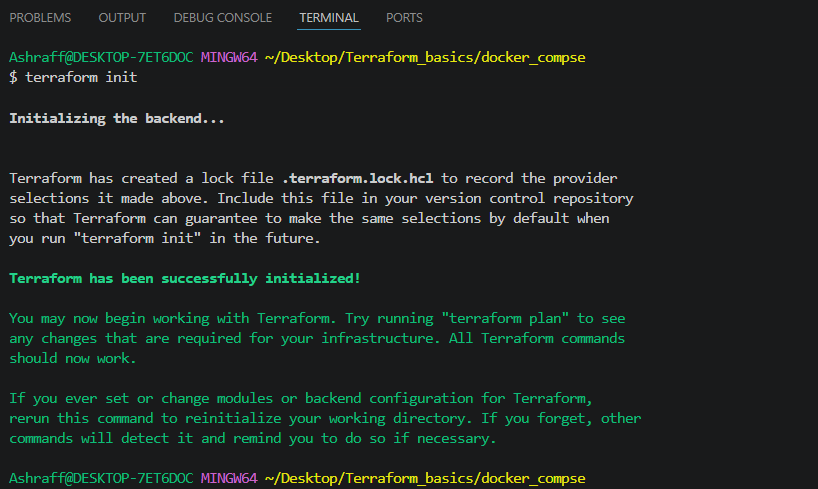 PROBLEMS OUTPUT DEBUG CONSOLE TERMINAL PORTS
Ashraff@DESKTOP-7ET6DOC MINGW64 ~/Desktop/Terraform_basics/docker_compse
$ terraform init
Initializing the backend...
Terraform has created a lock file .terraform.lock.hcl to record the provider
selections it made above. Include this file in your version control repository
so that Terraform can guarantee to make the same selections by default when
you run "terraform init" in the future.
Terraform has been successfully initialized!
You may now begin working with Terraform. Try running "terraform plan" to see
any changes that are required for your infrastructure. All Terraform commands
should now work.
If you ever set or change modules or backend configuration for Terraform,
rerun this command to reinitialize your working directory. If you forget, other
commands will detect it and remind you to do so if necessary.
Ashraff@DESKTOP-7ET6DOC MINGW64 ~/Desktop/Terraform_basics/docker_compse